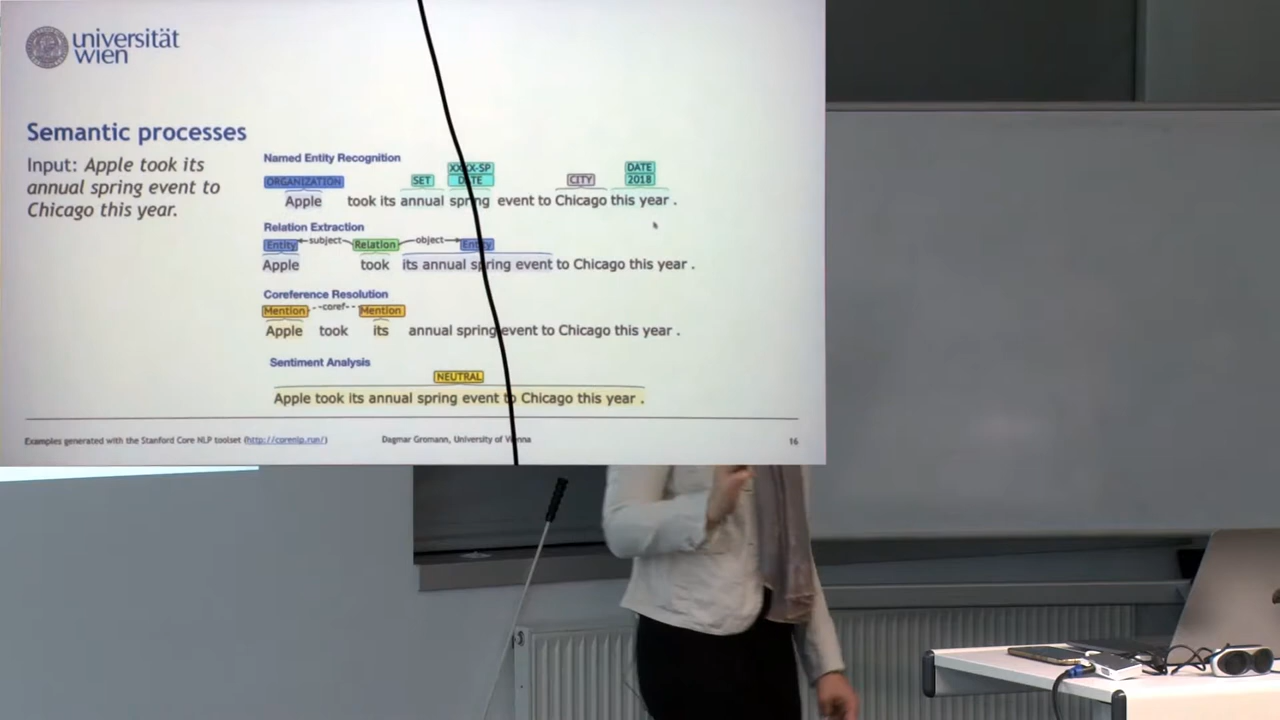 universität
wien
Semantic processes
Input: Apple took its
annual spring event to
Chicago this year.
Named Entity Recognition
ORGANIZATION SET XXXX-SP DATE CITY DATE 2018
Apple took its annual spring event to Chicago this year .
Relation Extraction
Entity subject Relation object Entity
Apple took its annual spring event to Chicago this year .
Coreference Resolution
Mention coref Mention
Apple took its annual spring event to Chicago this year .
Sentiment Analysis
NEUTRAL
Apple took its annual spring event to Chicago this year .
Examples generated with the Stanford Core NLP toolset (http://corenlp.run/) Dagmar Gromann, University of Vienna 16